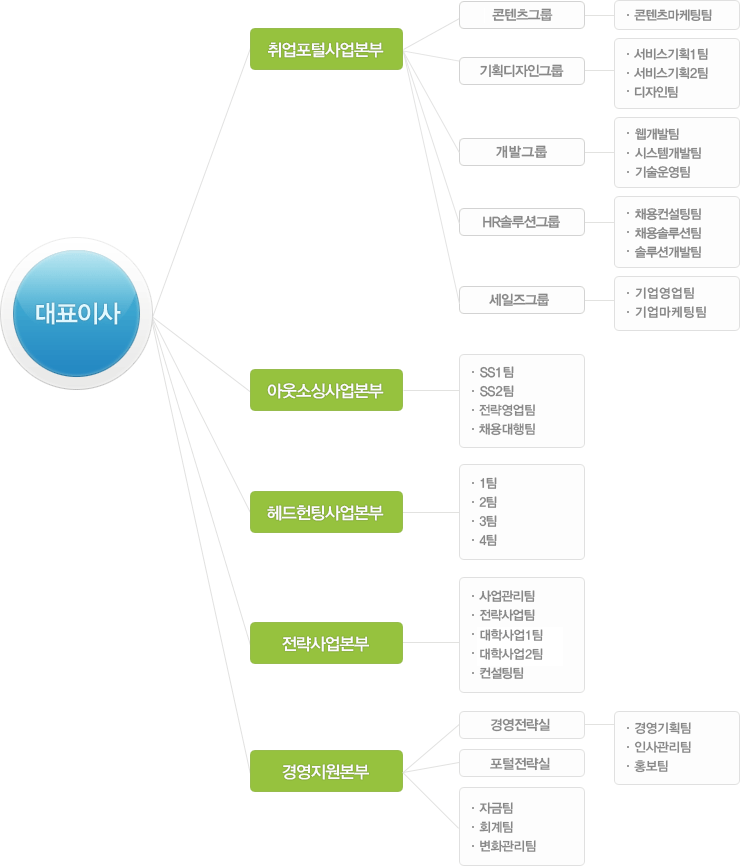 대표이사
취업포털사업본부
콘텐츠그룹
· 콘텐츠마케팅팀
기획디자인그룹
· 서비스기획1팀
· 서비스기획2팀
· 디자인팀
개발그룹
· 웹개발팀
· 시스템개발팀
· 기술운영팀
HR솔루션그룹
· 채용컨설팅팀
· 채용솔루션팀
· 솔루션개발팀
세일즈그룹
· 기업영업팀
· 기업마케팅팀
아웃소싱사업본부
· SS1팀
· SS2팀
· 전략영업팀
· 채용대행팀
헤드헌팅사업본부
· 1팀
· 2팀
· 3팀
· 4팀
전략사업본부
· 사업관리팀
· 전략사업팀
· 대학사업1팀
· 대학사업2팀
· 컨설팅팀
경영지원본부
경영전략실
· 경영기획팀
· 인사관리팀
· 홍보팀
포털전략실
· 자금팀
· 회계팀
· 변화관리팀